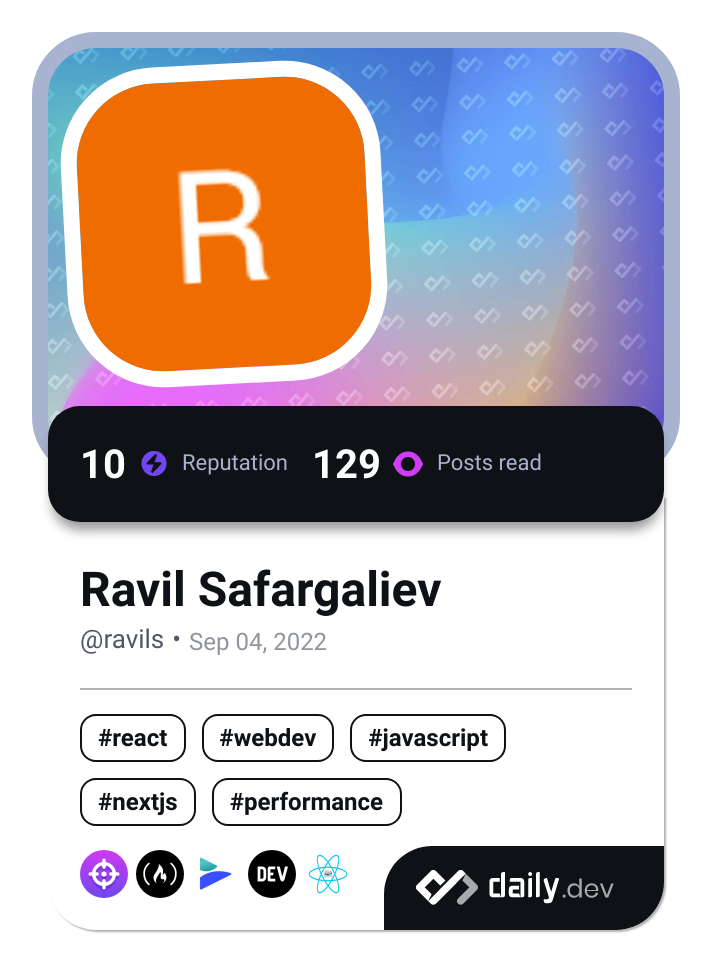 R
10 Reputation 129 Posts read
Ravil Safargaliev
@ravils • Sep 04, 2022
#react #webdev #javascript
#nextjs #performance
DEV
daily.dev